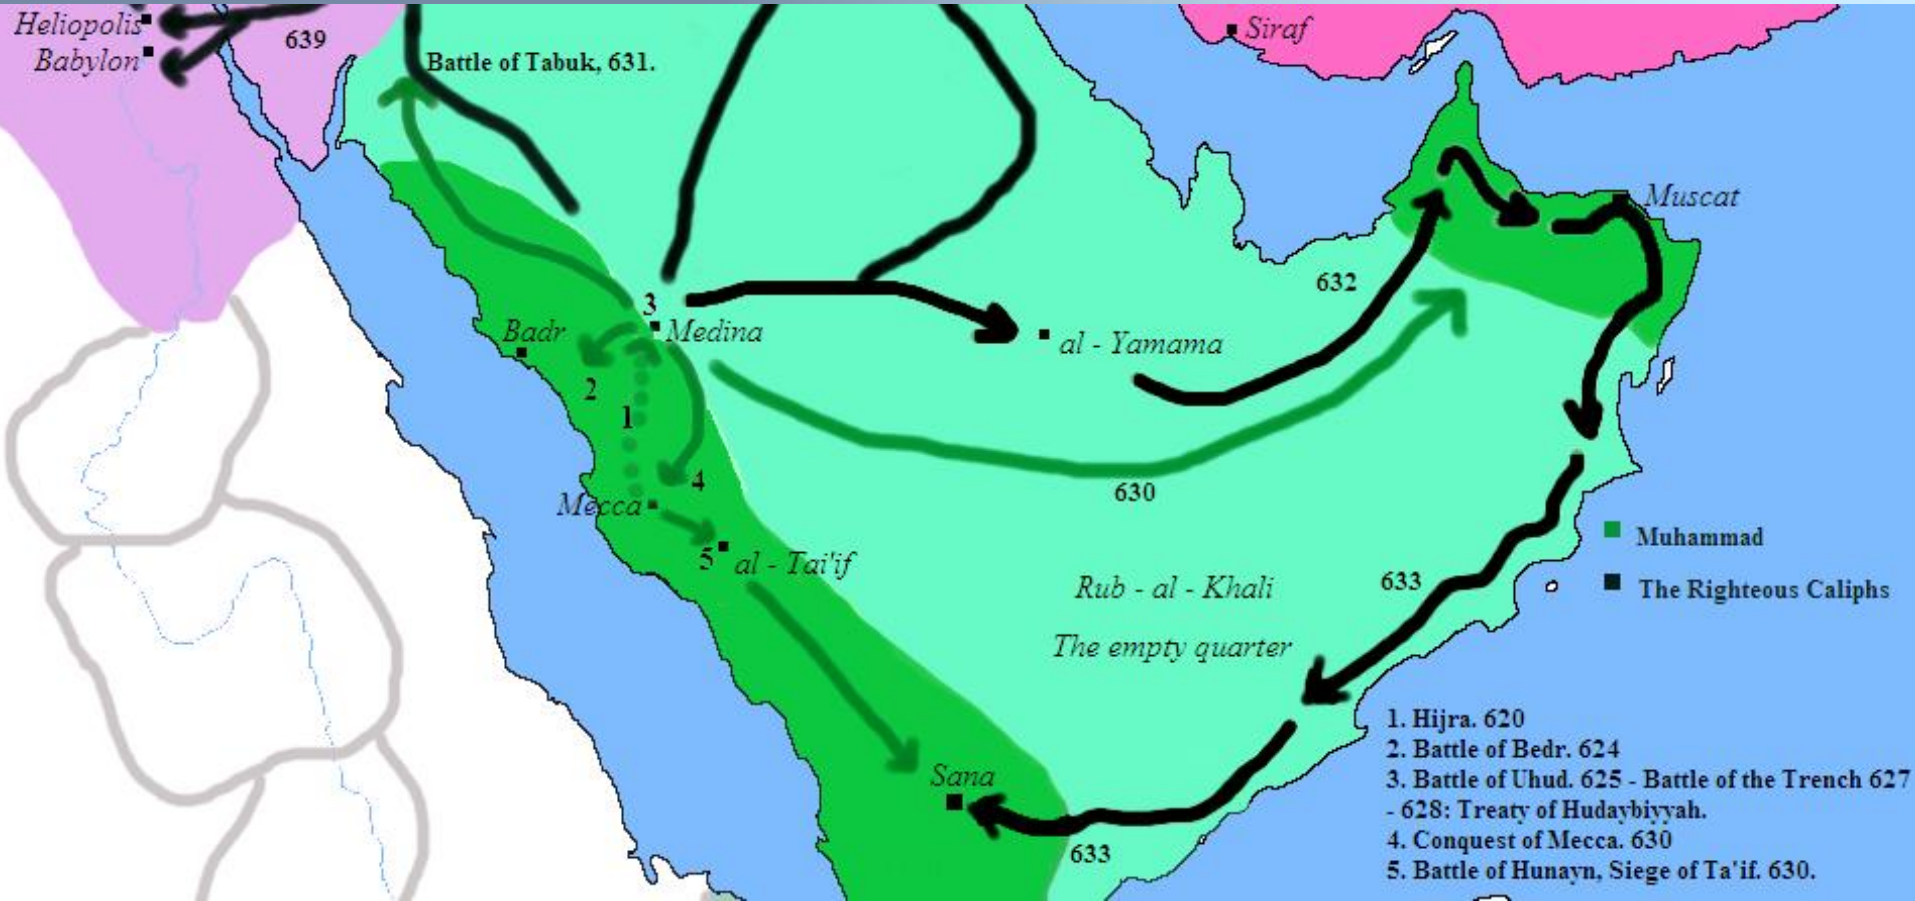 Heliopolis
Babylon
639
Battle of Tabuk, 631.
Siraf
Muscat
632
3
Medina
Badr
2
1
al - Yamama
4
Mecca
630
5
al - Tai'if
Rub - al - Khali
The empty quarter
633
Muhammad
The Righteous Caliphs
Sana
633
1. Hijra. 620
2. Battle of Bedr. 624
3. Battle of Uhud. 625 - Battle of the Trench 627
- 628: Treaty of Hudaybiyyah.
4. Conquest of Mecca. 630
5. Battle of Hunayn, Siege of Ta'if. 630.